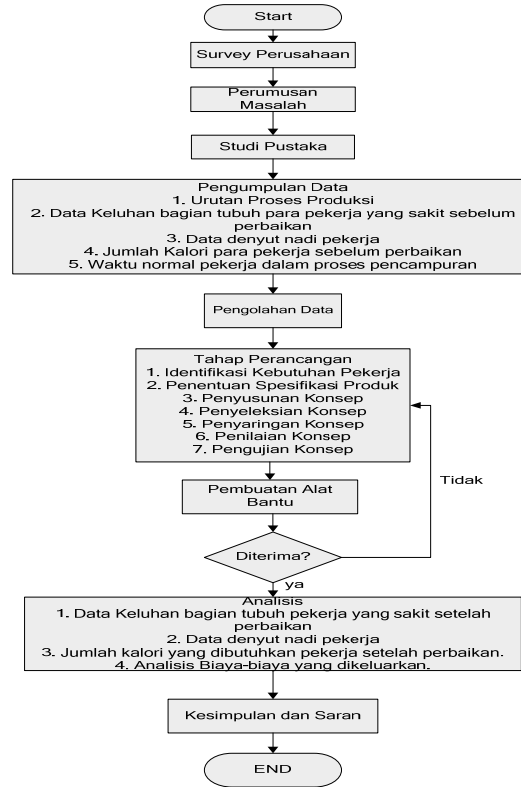 Start
Survey Perusahaan
Perumusan
Masalah
Studi Pustaka
Pengumpulan Data
1. Urutan Proses Produksi
2. Data Keluhan bagian tubuh para pekerja yang sakit sebelum
perbaikan
3. Data denyut nadi pekerja
4. Jumlah Kalori para pekerja sebelum perbaikan
5. Waktu normal pekerja dalam proses pencampuran
Pengolahan Data
Tahap Perancangan
1. Identifikasi Kebutuhan Pekerja
2. Penentuan Spesifikasi Produk
3. Penyusunan Konsep
4. Penyeleksian Konsep
5. Penyaringan Konsep
6. Penilaian Konsep
7. Pengujian Konsep
Tidak
Pembuatan Alat
Bantu
Diterima?
ya
Analisis
1. Data Keluhan bagian tubuh pekerja yang sakit setelah
perbaikan
2. Data denyut nadi pekerja
3. Jumlah kalori yang dibutuhkan pekerja setelah perbaikan.
4. Analisis Biaya-biaya yang dikeluarkan.
Kesimpulan dan Saran
END